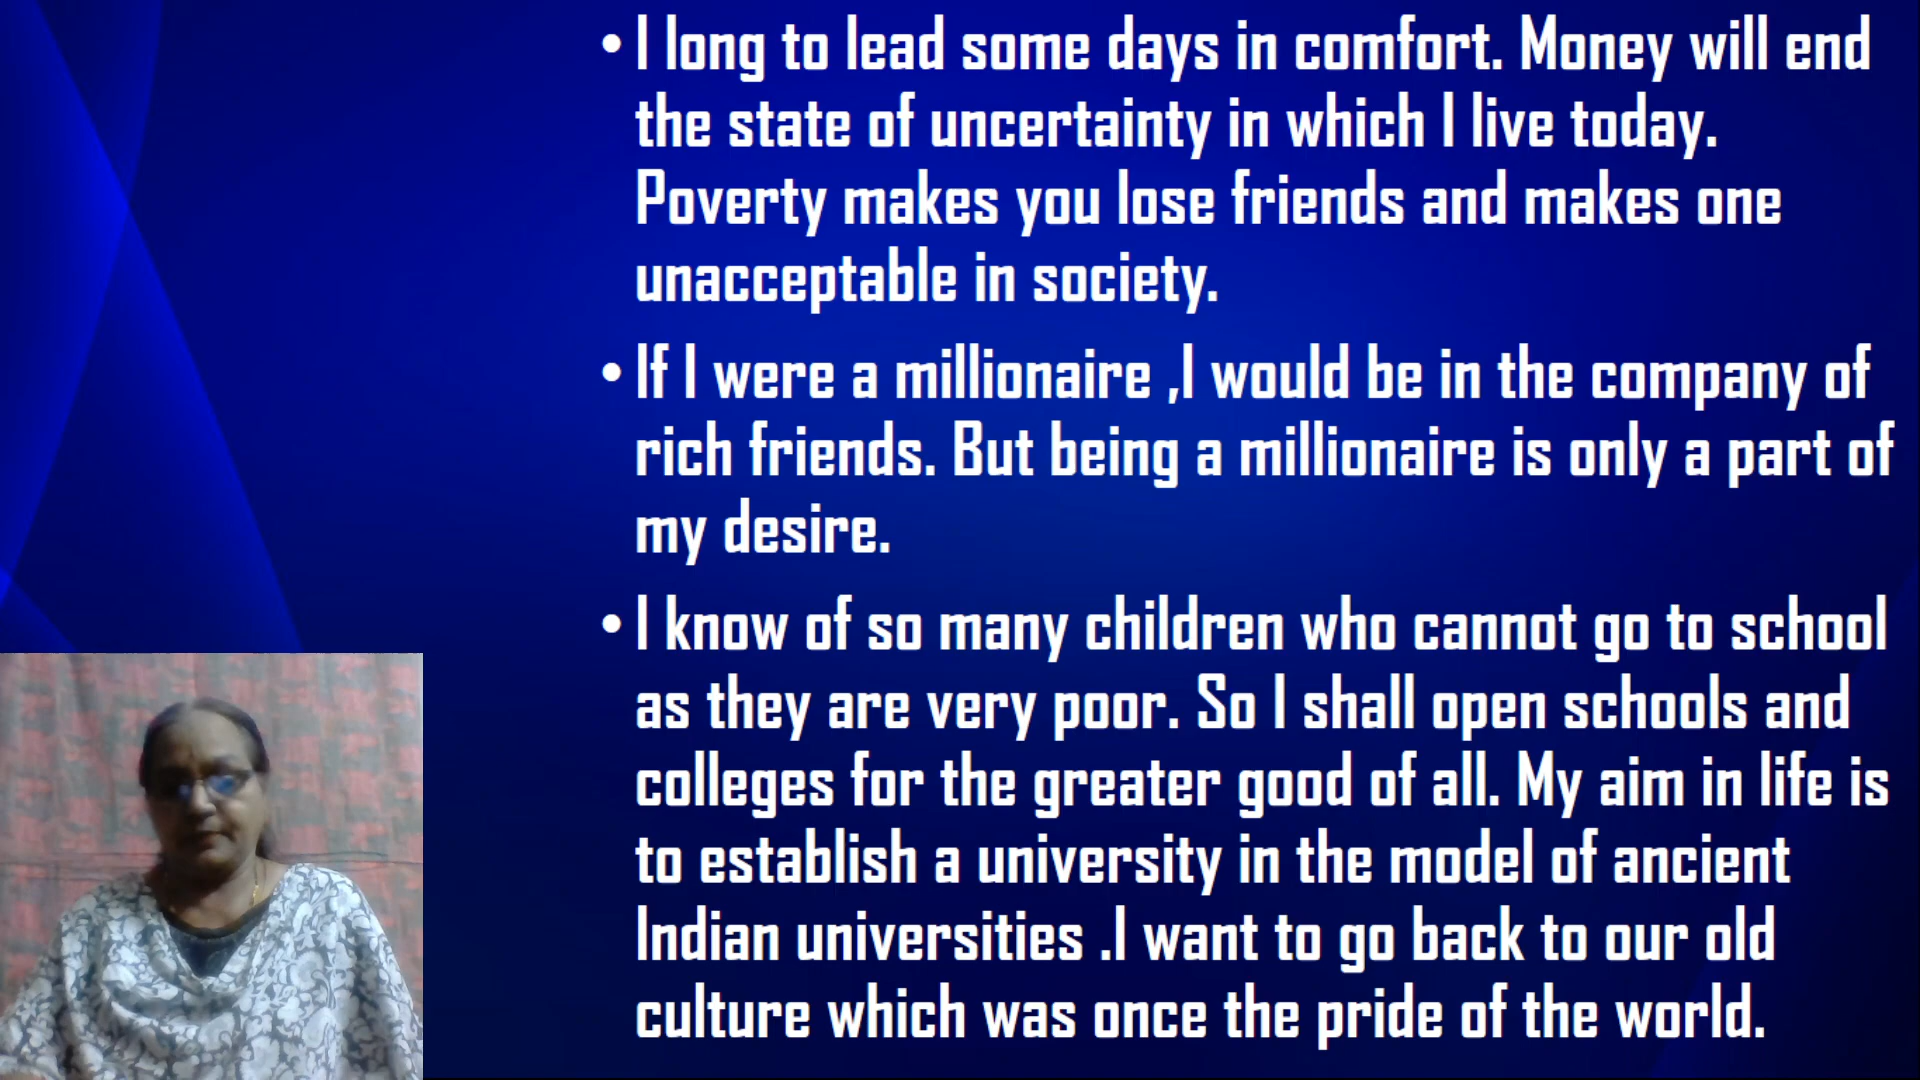 • I long to lead some days in comfort. Money will end
the state of uncertainty in which I live today.
Poverty makes you lose friends and makes one
unacceptable in society.
• If I were a millionaire ,I would be in the company of
rich friends. But being a millionaire is only a part of
my desire.
• I know of so many children who cannot go to school
as they are very poor. So I shall open schools and
colleges for the greater good of all. My aim in life is
to establish a university in the model of ancient
Indian universities .I want to go back to our old
culture which was once the pride of the world.